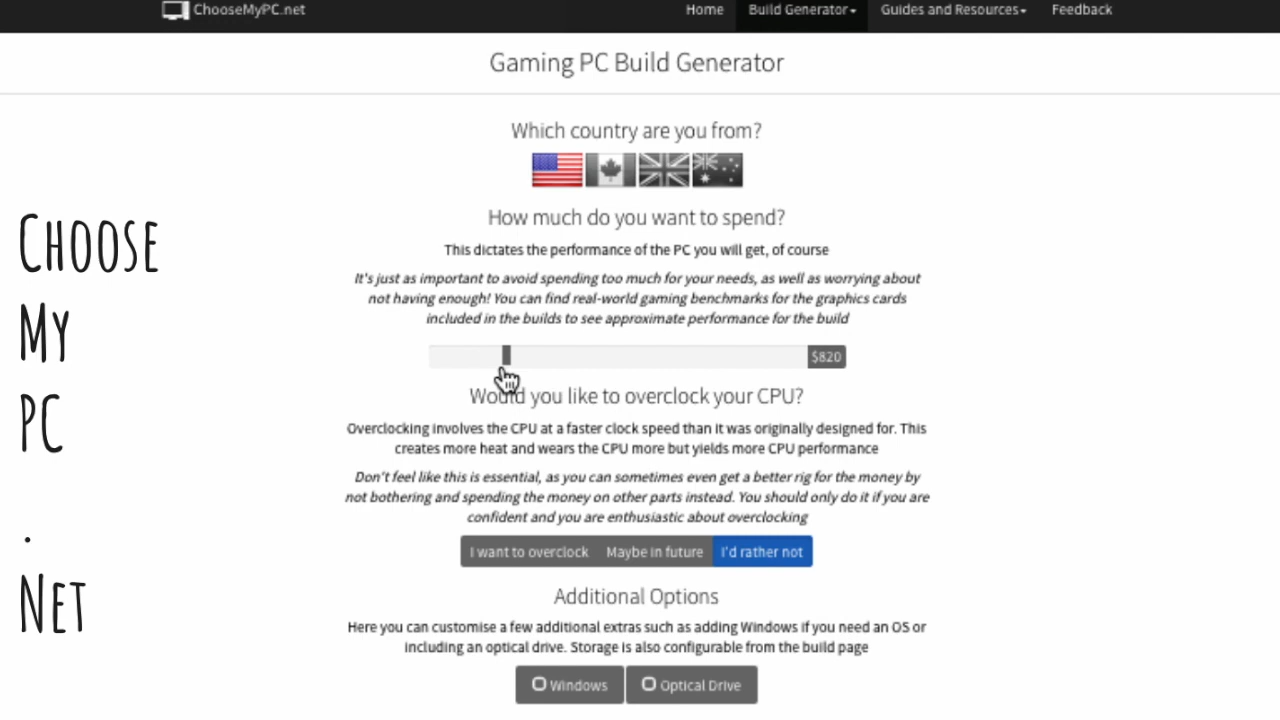 ChooseMyPC.net
Home
Build Generator
Guides and Resources
Feedback
Gaming PC Build Generator
Which country are you from?
How much do you want to spend?
This dictates the performance of the PC you will get, of course
It's just as important to avoid spending too much for your needs, as well as worrying about
not having enough! You can find real-world gaming benchmarks for the graphics cards
included in the builds to see approximate performance for the build
$820
Would you like to overclock your CPU?
Overclocking involves the CPU at a faster clock speed than it was originally designed for. This
creates more heat and wears the CPU more but yields more CPU performance
Don't feel like this is essential, as you can sometimes even get a better rig for the money by
not bothering and spending the money on other parts instead. You should only do it if you are
confident and you are enthusiastic about overclocking
I want to overclock
Maybe in future
I'd rather not
Additional Options
Here you can customise a few additional extras such as adding Windows if you need an OS or
including an optical drive. Storage is also configurable from the build page
Windows
Optical Drive
Choose
My
PC
.
Net